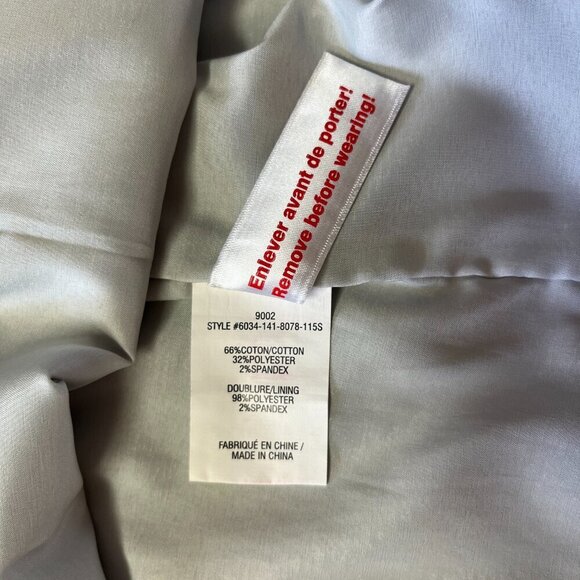 Enlever avant de porter!
Remove before wearing!
9002
STYLE #6034-141-8078-115S
66%COTON/COTTON
32%POLYESTER
2%SPANDEX
DOUBLURE/LINING
98%POLYESTER
2%SPANDEX
FABRIQUÉ EN CHINE /
MADE IN CHINA